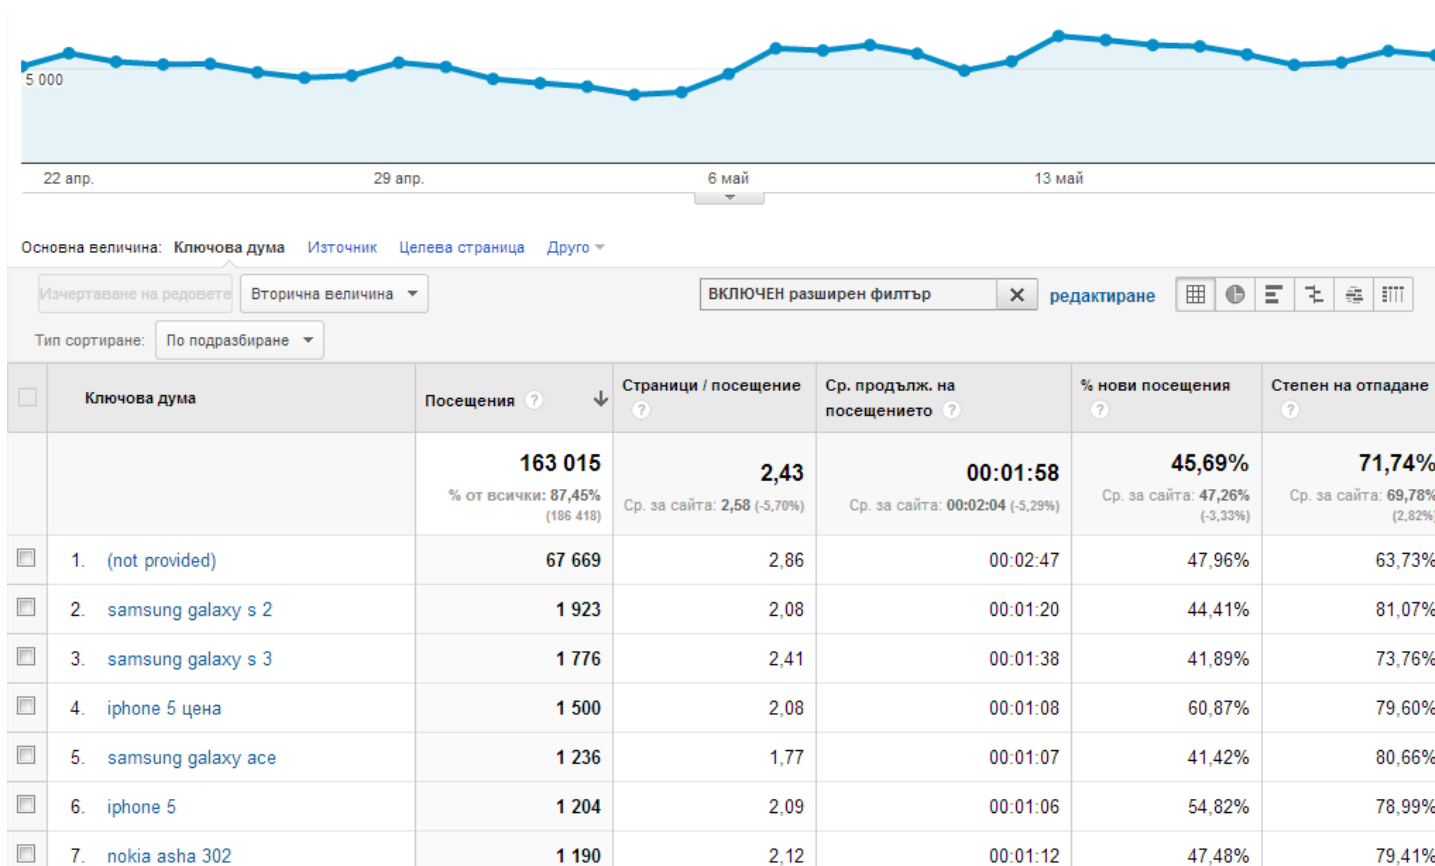 5 000
22 апр. 29 апр. 6 май 13 май
Основна величина: Ключова дума Източник Целева страница Друго
Изчертаване на редовете Вторична величина ВКЛЮЧЕН разширен филтър редактиране
Тип сортиране: По подразбиране
Ключова дума Посещения ? Страници / посещение ? Ср. продълж. на посещението ? % нови посещения ? Степен на отпадане ?
163 015 2,43 00:01:58 45,69% 71,74%
% от всички: 87,45% (186 418) Ср. за сайта: 2,58 (-5,70%) Ср. за сайта: 00:02:04 (-5,29%) Ср. за сайта: 47,26% (-3,33%) Ср. за сайта: 69,78% (2,82%)
1. (not provided) 67 669 2,86 00:02:47 47,96% 63,73%
2. samsung galaxy s 2 1 923 2,08 00:01:20 44,41% 81,07%
3. samsung galaxy s 3 1 776 2,41 00:01:38 41,89% 73,76%
4. iphone 5 цена 1 500 2,08 00:01:08 60,87% 79,60%
5. samsung galaxy ace 1 236 1,77 00:01:07 41,42% 80,66%
6. iphone 5 1 204 2,09 00:01:06 54,82% 78,99%
7. nokia asha 302 1 190 2,12 00:01:12 47,48% 79,41%